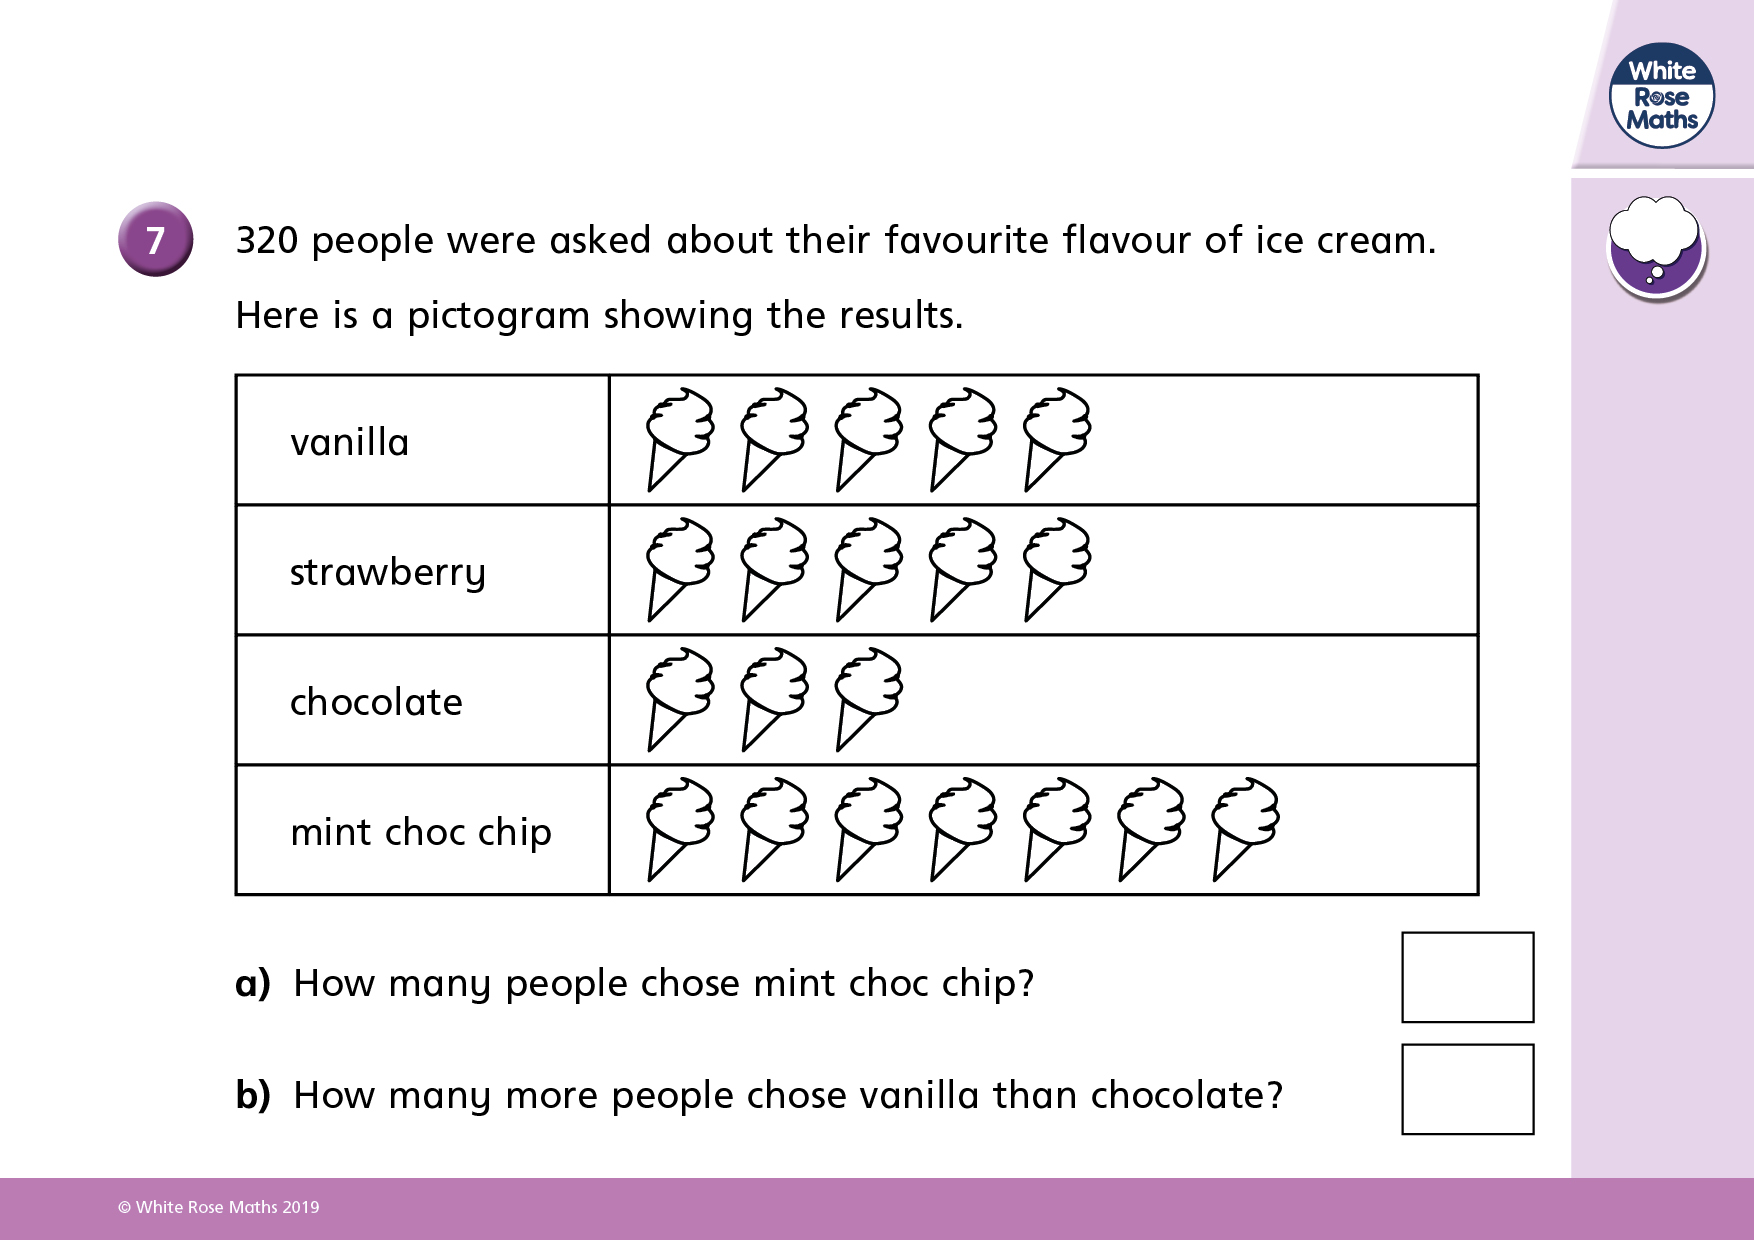 White
Rose
Maths
7
320 people were asked about their favourite flavour of ice cream.
Here is a pictogram showing the results.
vanilla
strawberry
chocolate
mint choc chip
a) How many people chose mint choc chip?
b) How many more people chose vanilla than chocolate?
© White Rose Maths 2019